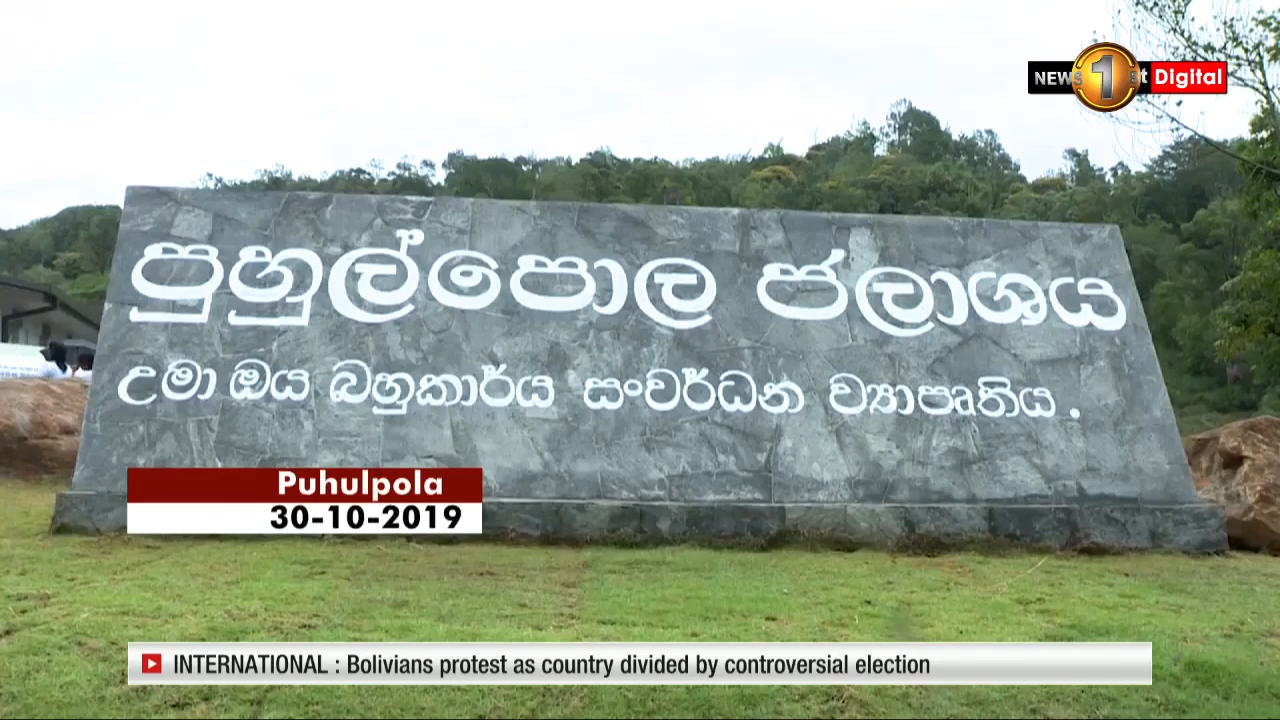 NEWS 1st Digital
පුහුල්පොල ජලාශය
උමා ඔය බහුකාර්ය සංවර්ධන ව්‍යාපෘතිය .
Puhulpola
30-10-2019
INTERNATIONAL : Bolivians protest as country divided by controversial election